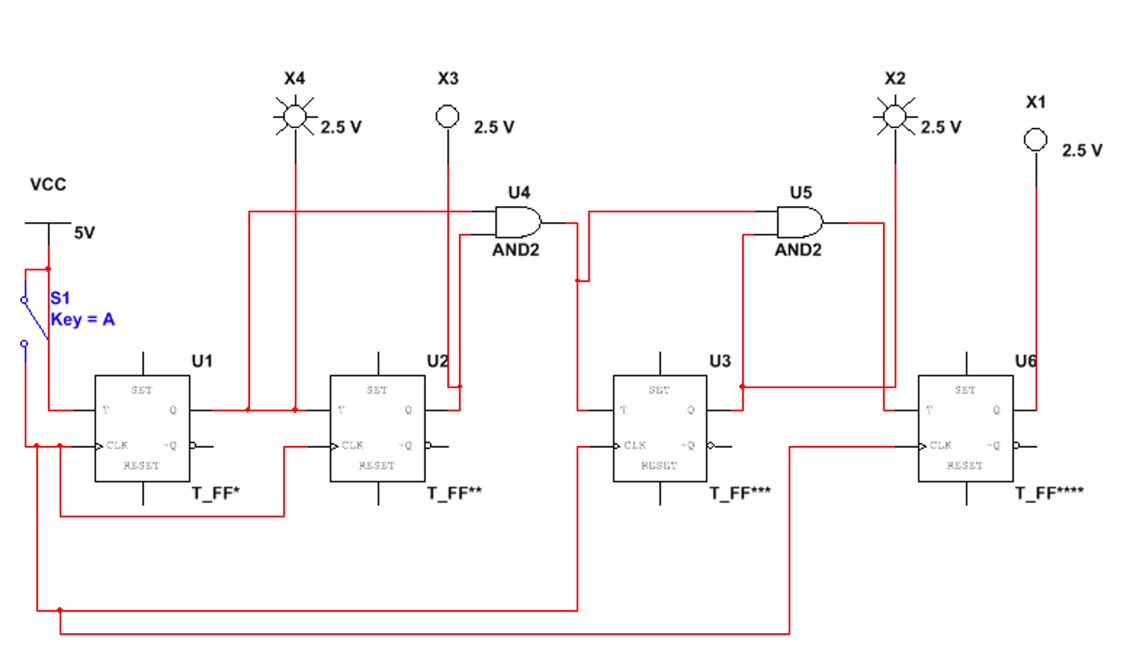 X4
X3
X2
X1
2.5 V
2.5 V
2.5 V
2.5 V
VCC
5V
U4
AND2
U5
AND2
S1
Key = A
U1
SET
T Q
CLK ~Q
RESET
T_FF*
U2
SET
T Q
CLK ~Q
RESET
T_FF**
U3
SET
T Q
CLK ~Q
RESET
T_FF***
U6
SET
T Q
CLK ~Q
RESET
T_FF****